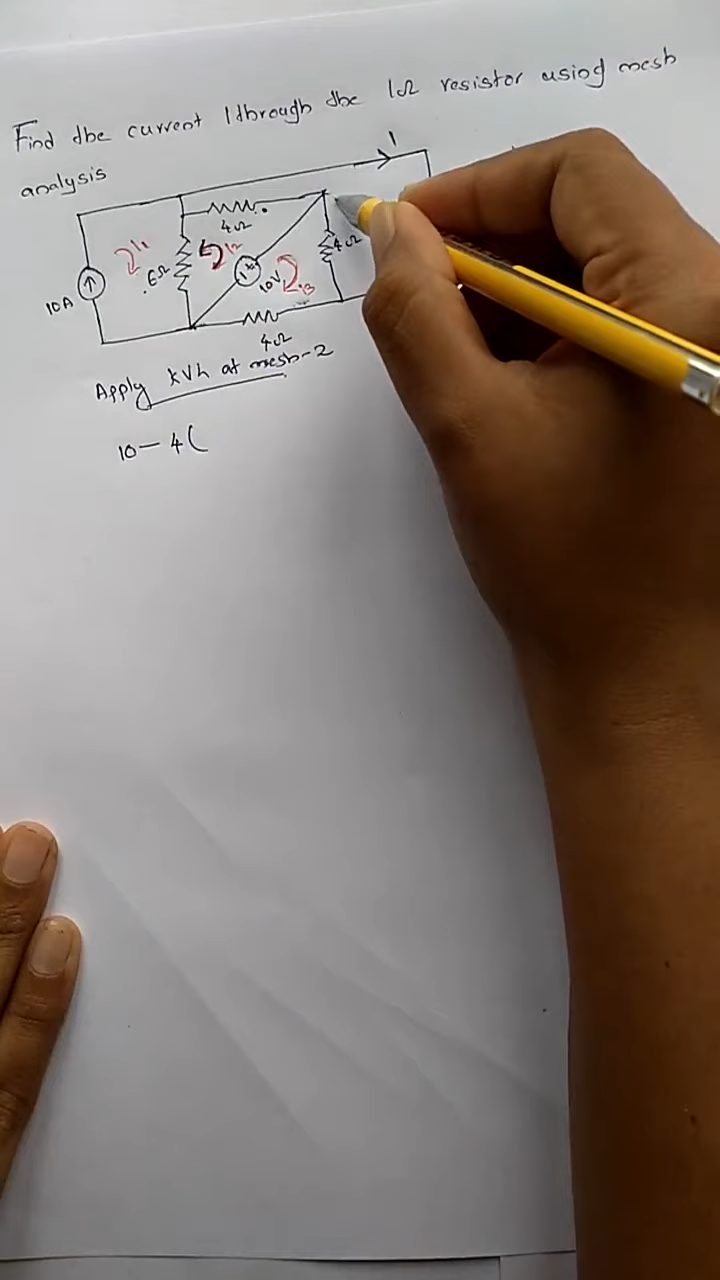 Find the current I through the 1Ω resistor using mesh
analysis
I
4Ω
I1
I2
6Ω
4Ω
10V
I3
10A
4Ω
Apply KVL at mesh-2
10 - 4(